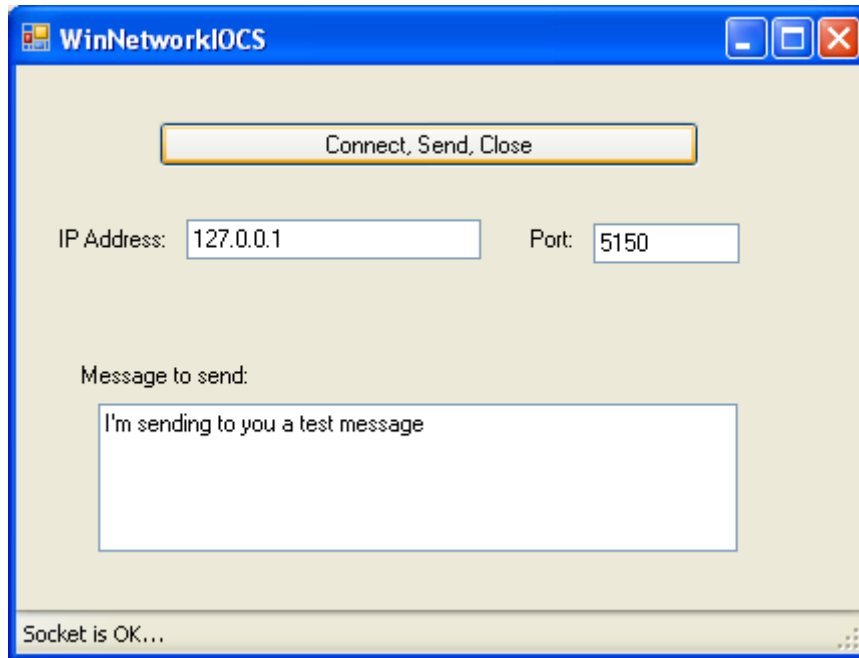 WinNetworkIOCS
Connect, Send, Close
IP Address: 127.0.0.1 Port: 5150
Message to send:
I'm sending to you a test message
Socket is OK...